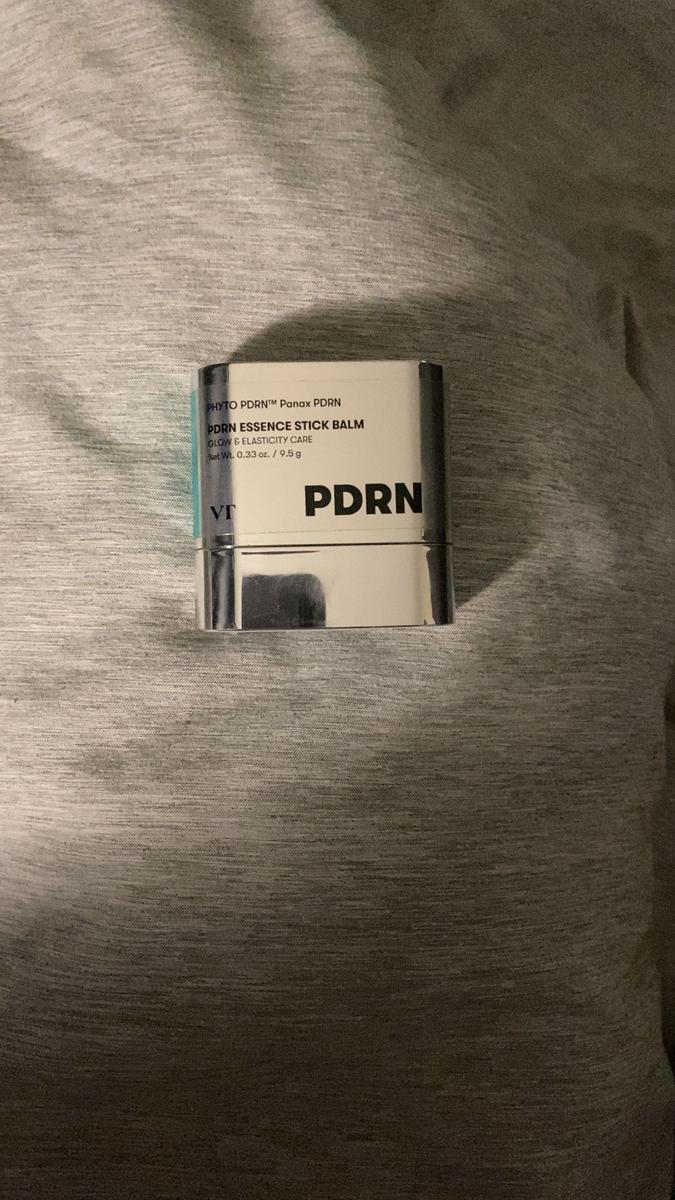 PHYTO PDRN™ Panax PDRN
PDRN ESSENCE STICK BALM
GLOW & ELASTICITY CARE
Net Wt. 0.33 oz. / 9.5 g
VT
PDRN